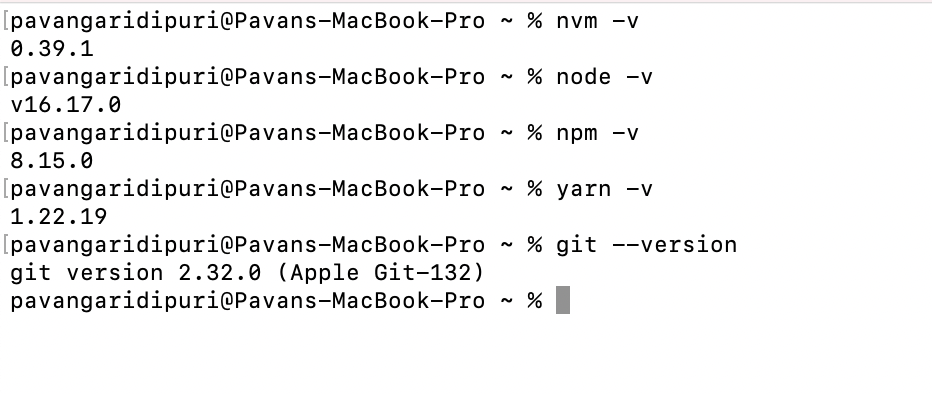 [pavangaridipuri@Pavans-MacBook-Pro ~ % nvm -v
0.39.1
[pavangaridipuri@Pavans-MacBook-Pro ~ % node -v
v16.17.0
[pavangaridipuri@Pavans-MacBook-Pro ~ % npm -v
8.15.0
[pavangaridipuri@Pavans-MacBook-Pro ~ % yarn -v
1.22.19
[pavangaridipuri@Pavans-MacBook-Pro ~ % git --version
git version 2.32.0 (Apple Git-132)
pavangaridipuri@Pavans-MacBook-Pro ~ %